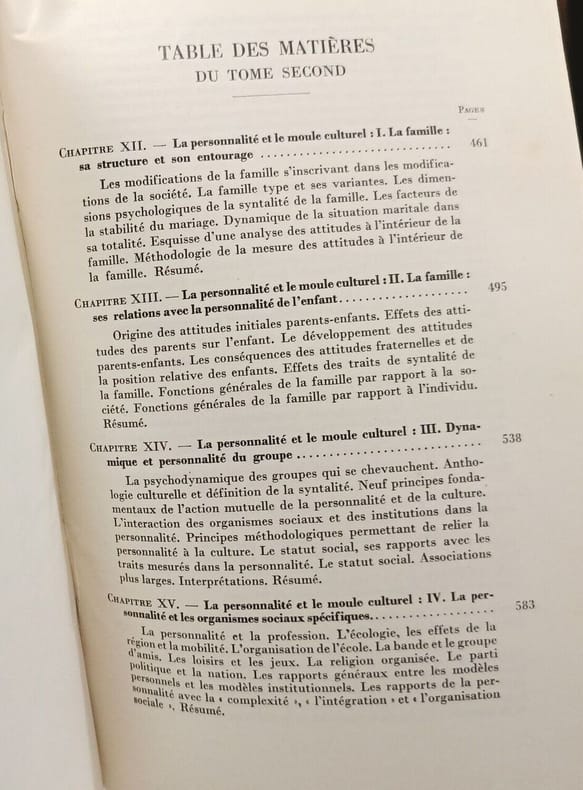 TABLE DES MATIÈRES
DU TOME SECOND
PAGES
CHAPITRE XII. — La personnalité et le moule culturel : I. La famille :
sa structure et son entourage .............................. 461
Les modifications de la famille s'inscrivant dans les modifica-
tions de la société. La famille type et ses variantes. Les dimen-
sions psychologiques de la syntalité de la famille. Les facteurs de
la stabilité du mariage. Dynamique de la situation maritale dans
sa totalité. Esquisse d'une analyse des attitudes à l'intérieur de la
famille. Méthodologie de la mesure des attitudes à l'intérieur de
la famille. Résumé.
CHAPITRE XIII. — La personnalité et le moule culturel : II. La famille :
ses relations avec la personnalité de l'enfant.................... 495
Origine des attitudes initiales parents-enfants. Effets des atti-
tudes des parents sur l'enfant. Le développement des attitudes
parents-enfants. Les conséquences des attitudes fraternelles et de
la position relative des enfants. Effets des traits de syntalité de
la famille. Fonctions générales de la famille par rapport à la so-
ciété. Fonctions générales de la famille par rapport à l'individu.
Résumé.
CHAPITRE XIV. — La personnalité et le moule culturel : III. Dyna-
mique et personnalité du groupe ............................ 538
La psychodynamique des groupes qui se chevauchent. Antho-
logie culturelle et définition de la syntalité. Neuf principes fonda-
mentaux de l'action mutuelle de la personnalité et de la culture.
L'interaction des organismes sociaux et des institutions dans la
personnalité. Principes méthodologiques permettant de relier la
personnalité à la culture. Le statut social, ses rapports avec les
traits mesurés dans la personnalité. Le statut social. Associations
plus larges. Interprétations. Résumé.
CHAPITRE XV. — La personnalité et le moule culturel : IV. La per-
sonnalité et les organismes sociaux spécifiques.................. 583
La personnalité et la profession. L'écologie, les effets de la
région et la mobilité. L'organisation de l'école. La bande et le groupe
d'amis. Les loisirs et les jeux. La religion organisée. Le parti
politique et la nation. Les rapports généraux entre les modèles
personnels et les modèles institutionnels. Les rapports de la per-
sonnalité avec la « complexité », « l'intégration » et « l'organisation
sociale ». Résumé.